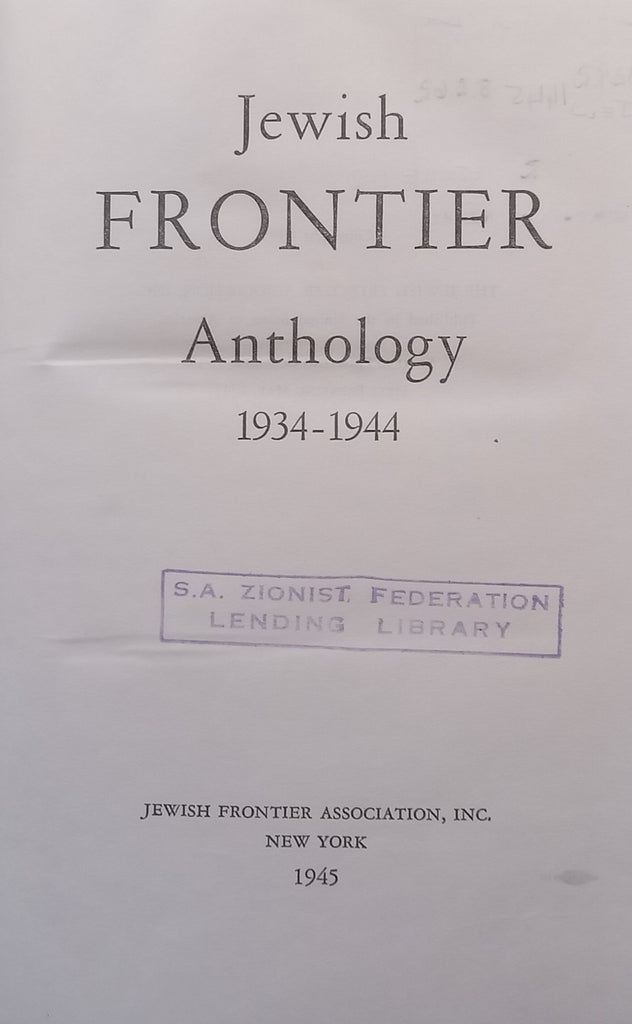 Jewish
FRONTIER
Anthology
1934-1944
S.A. ZIONIST FEDERATION
LENDING LIBRARY
JEWISH FRONTIER ASSOCIATION, INC.
NEW YORK
1945